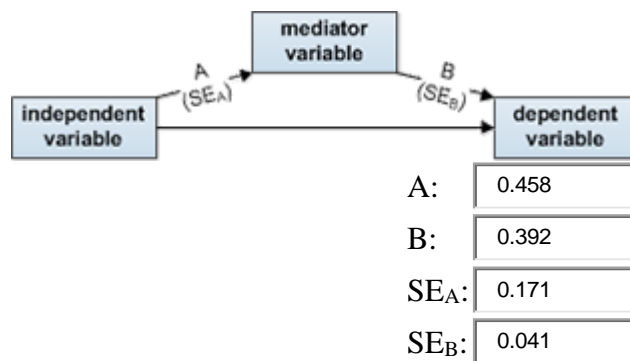 mediator
variable
A
(SEA)
B
(SEB)
independent
variable
dependent
variable
A: 0.458
B: 0.392
SEA: 0.171
SEB: 0.041